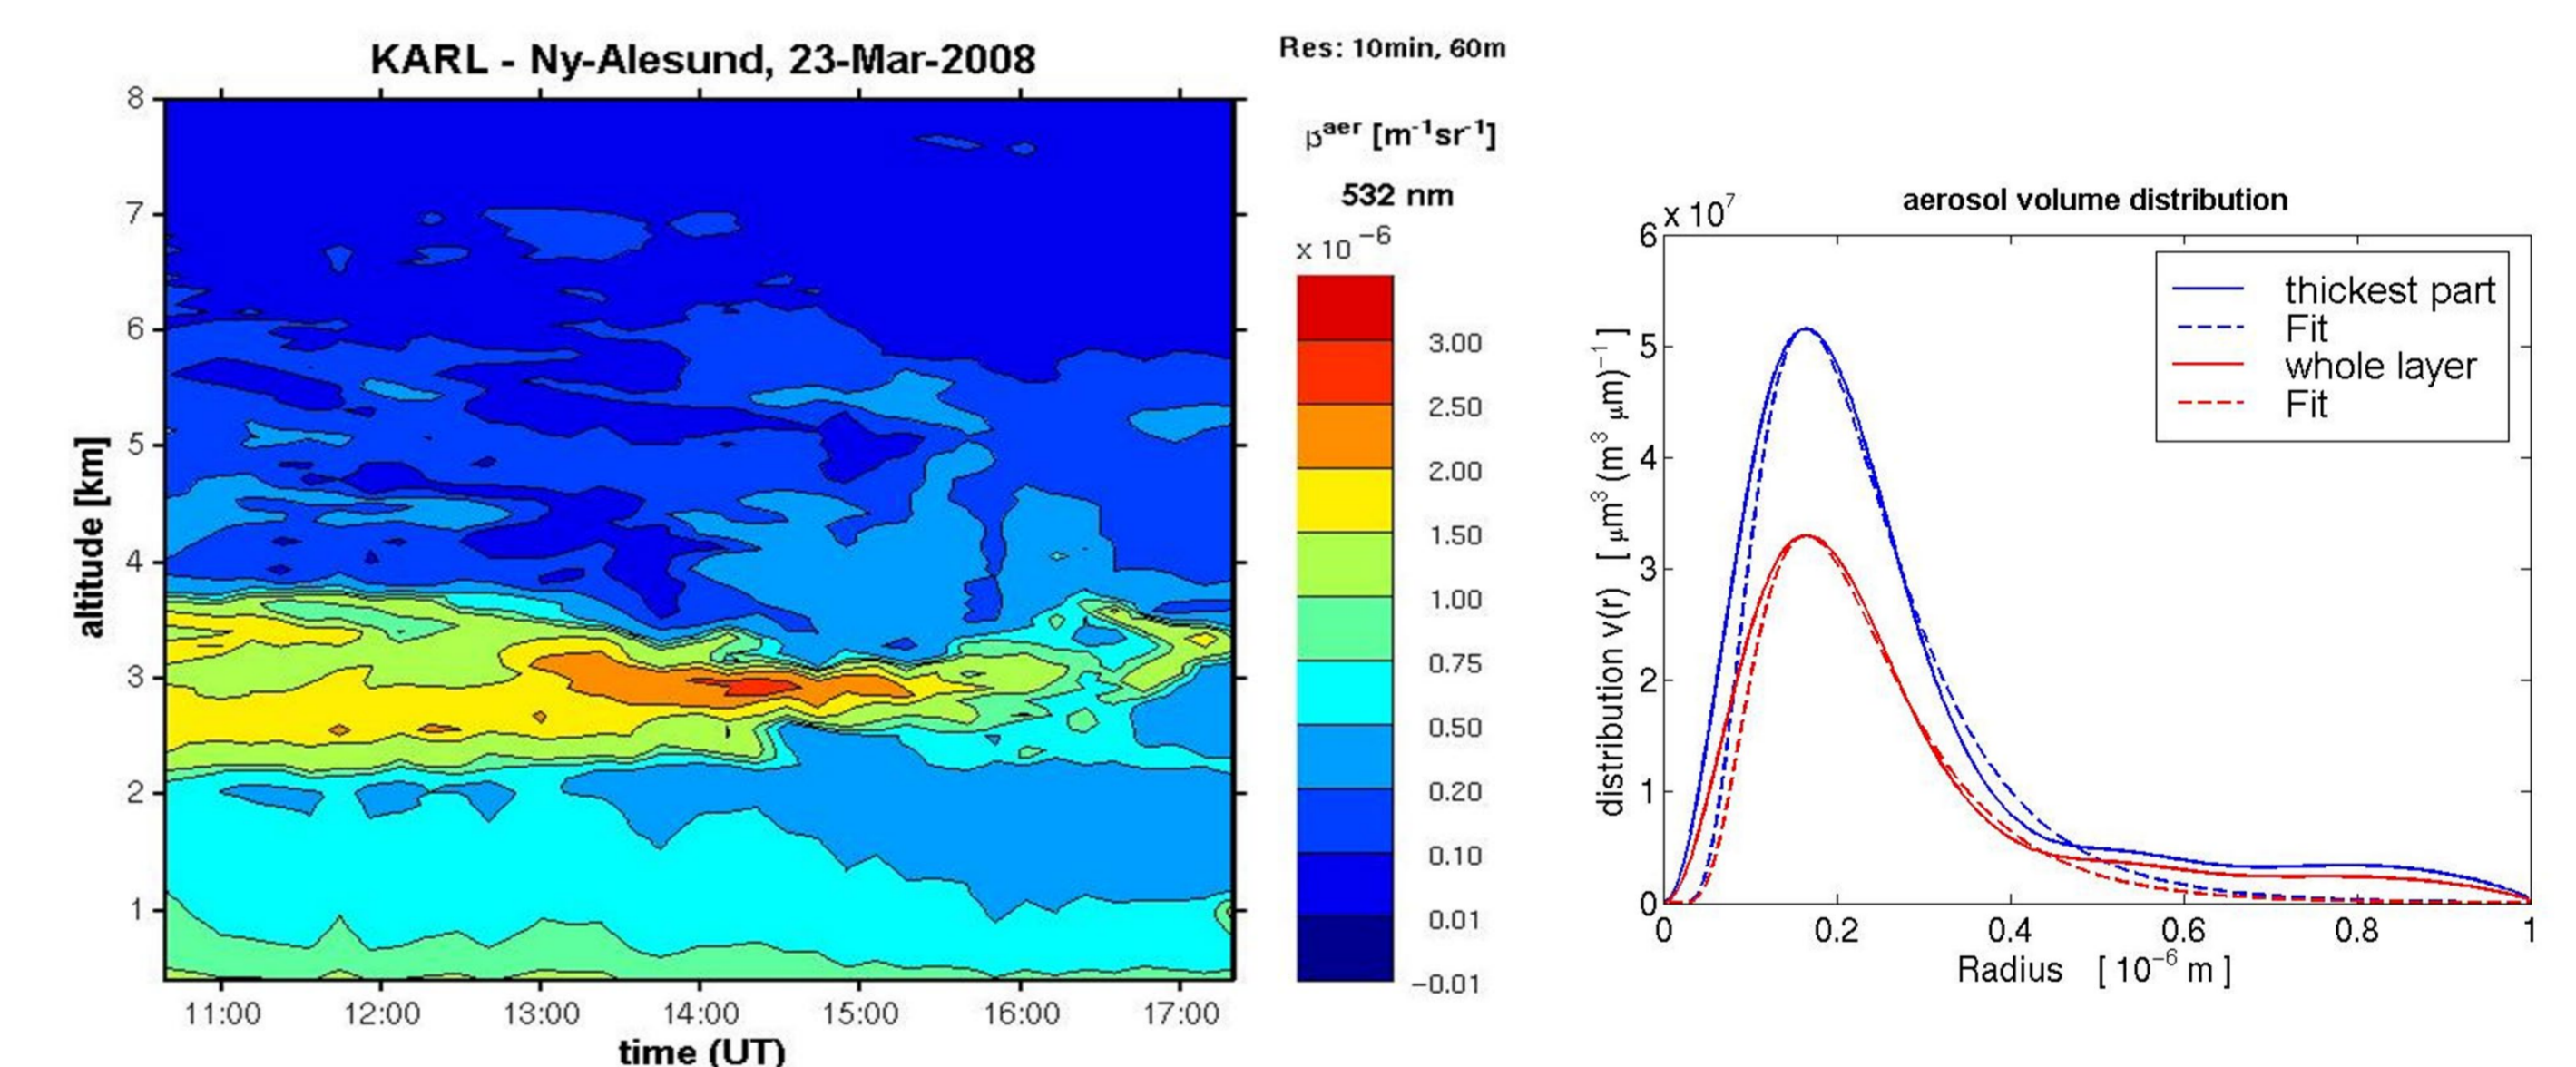 KARL - Ny-Alesund, 23-Mar-2008
Res: 10min, 60m
βaer [m-1sr-1]
532 nm
x 10 −6
3.00
2.50
2.00
1.50
1.00
0.75
0.50
0.20
0.10
0.01
−0.01
altitude [km]
8
7
6
5
4
3
2
1
11:00 12:00 13:00 14:00 15:00 16:00 17:00
time (UT)
aerosol volume distribution
x 10^7
thickest part
Fit
whole layer
Fit
distribution v(r) [ μm^3 (m^3 μm)^−1 ]
6
5
4
3
2
1
0
0 0.2 0.4 0.6 0.8 1
Radius [ 10^−6 m ]